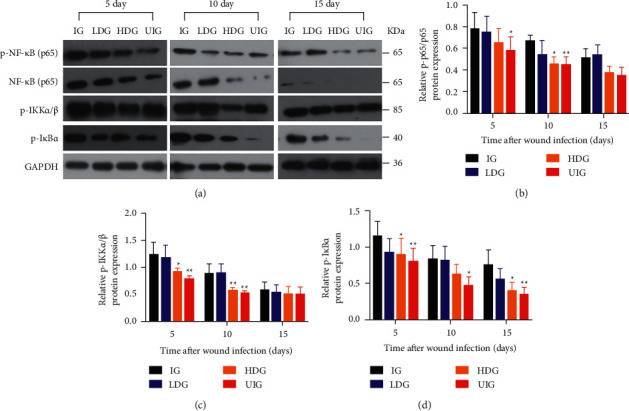 5 day 10 day 15 day
IG LDG HDG UIG IG LDG HDG UIG IG LDG HDG UIG KDa
p-NF-κB (p65) 65
NF-κB (p65) 65
p-IKKα/β 85
p-IκBα 40
GAPDH 36
(a)
Relative p-p65/p65
protein expression
1.0
0.8
0.6
0.4
0.2
0.0
* * **
5 10 15
Time after wound infection (days)
IG HDG
LDG UIG
(b)
Relative p-IKKα/β
protein expression
2.0
1.5
1.0
0.5
0.0
* ** ** **
5 10 15
Time after wound infection (days)
IG HDG
LDG UIG
(c)
Relative p-IκBα
protein expression
1.5
1.0
0.5
0.0
* ** * * **
5 10 15
Time after wound infection (days)
IG HDG
LDG UIG
(d)